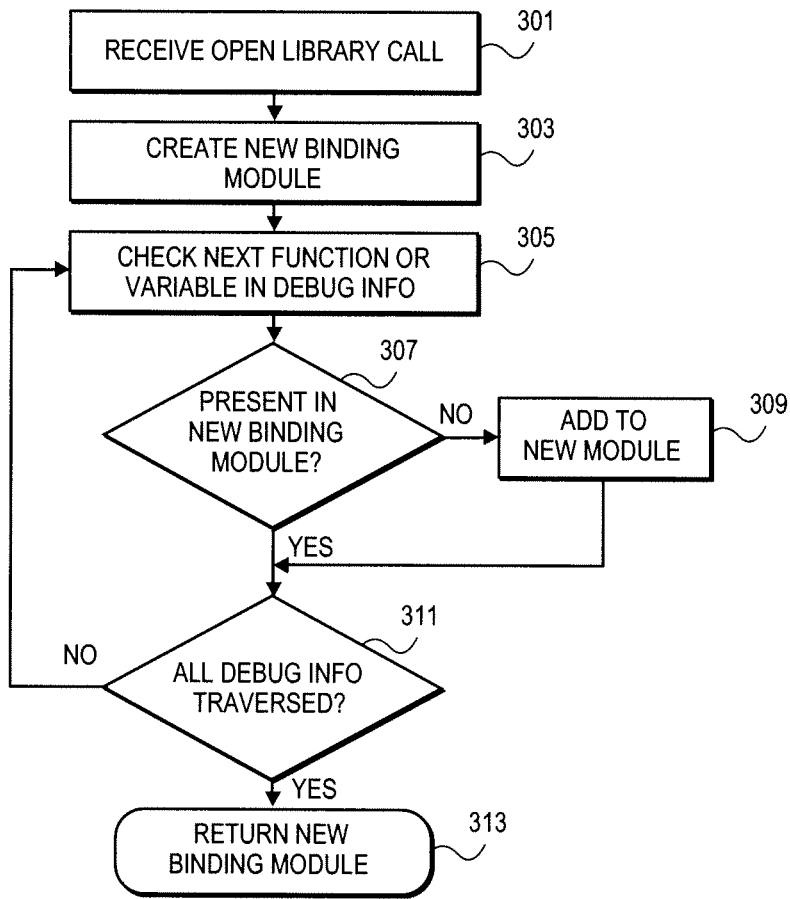 RECEIVE OPEN LIBRARY CALL
301
CREATE NEW BINDING
MODULE
303
CHECK NEXT FUNCTION OR
VARIABLE IN DEBUG INFO
305
PRESENT IN
NEW BINDING
MODULE?
307
NO
ADD TO
NEW MODULE
309
YES
ALL DEBUG INFO
TRAVERSED?
311
NO
YES
RETURN NEW
BINDING MODULE
313